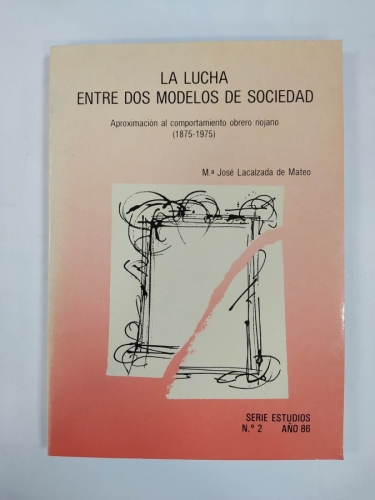 LA LUCHA
ENTRE DOS MODELOS DE SOCIEDAD
Aproximación al comportamiento obrero riojano
(1875-1975)
M.ª José Lacalzada de Mateo
SERIE ESTUDIOS
N.º 2 AÑO 86